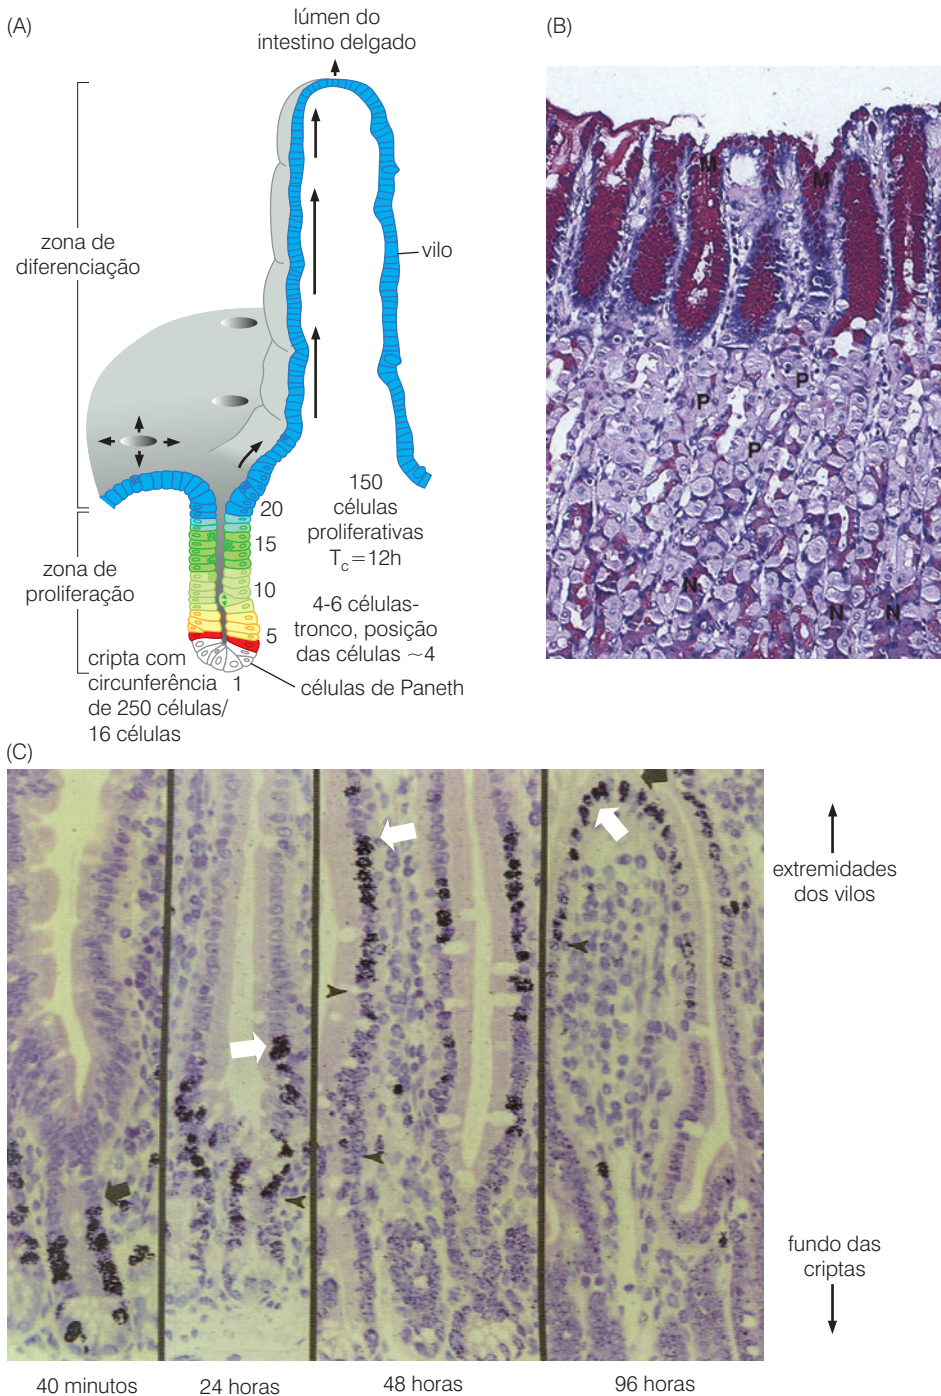 (A)
lúmen do
intestino delgado
zona de
diferenciação
vilo
20
15
10
5
1
150
células
proliferativas
Tc=12h
zona de
proliferação
4-6 células-
tronco, posição
das células ~4
células de Paneth
cripta com
circunferência
de 250 células/
16 células
(B)
M
M
P
P
P
N
N
N
(C)
extremidades
dos vilos
fundo das
criptas
40 minutos
24 horas
48 horas
96 horas